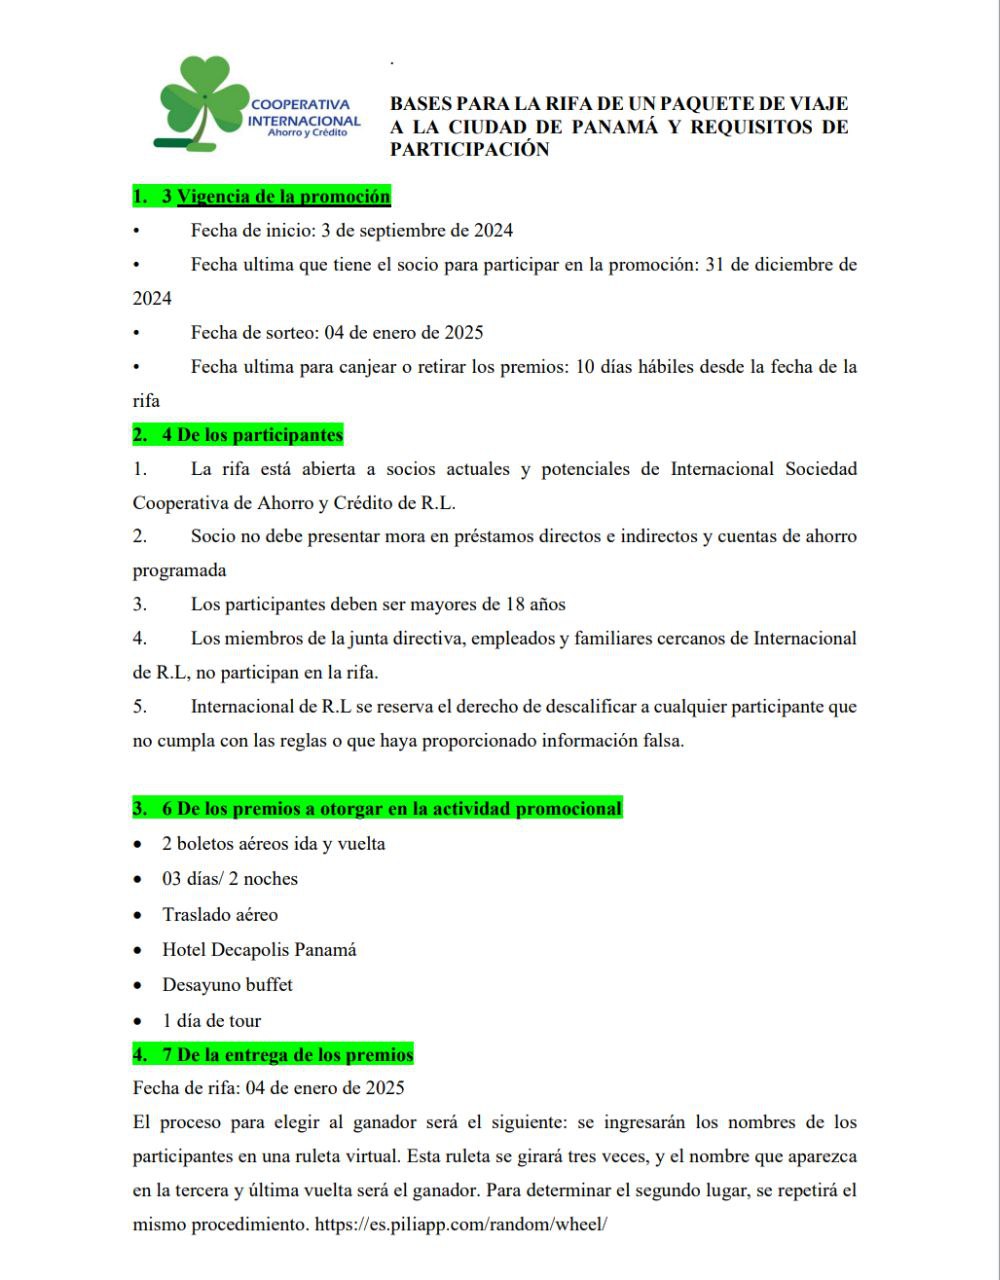 .
COOPERATIVA
INTERNACIONAL
Ahorro y Crédito
BASES PARA LA RIFA DE UN PAQUETE DE VIAJE
A LA CIUDAD DE PANAMÁ Y REQUISITOS DE
PARTICIPACIÓN
1. 3 Vigencia de la promoción
• Fecha de inicio: 3 de septiembre de 2024
• Fecha ultima que tiene el socio para participar en la promoción: 31 de diciembre de
2024
• Fecha de sorteo: 04 de enero de 2025
• Fecha ultima para canjear o retirar los premios: 10 días hábiles desde la fecha de la
rifa
2. 4 De los participantes
1. La rifa está abierta a socios actuales y potenciales de Internacional Sociedad
Cooperativa de Ahorro y Crédito de R.L.
2. Socio no debe presentar mora en préstamos directos e indirectos y cuentas de ahorro
programada
3. Los participantes deben ser mayores de 18 años
4. Los miembros de la junta directiva, empleados y familiares cercanos de Internacional
de R.L, no participan en la rifa.
5. Internacional de R.L se reserva el derecho de descalificar a cualquier participante que
no cumpla con las reglas o que haya proporcionado información falsa.
3. 6 De los premios a otorgar en la actividad promocional
• 2 boletos aéreos ida y vuelta
• 03 días/ 2 noches
• Traslado aéreo
• Hotel Decapolis Panamá
• Desayuno buffet
• 1 día de tour
4. 7 De la entrega de los premios
Fecha de rifa: 04 de enero de 2025
El proceso para elegir al ganador será el siguiente: se ingresarán los nombres de los
participantes en una ruleta virtual. Esta ruleta se girará tres veces, y el nombre que aparezca
en la tercera y última vuelta será el ganador. Para determinar el segundo lugar, se repetirá el
mismo procedimiento. https://es.piliapp.com/random/wheel/